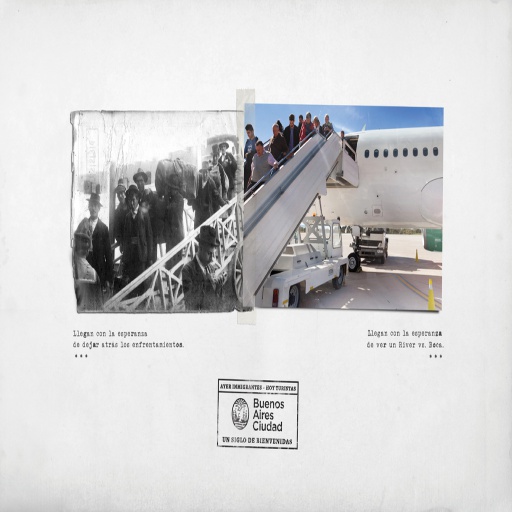 Llegan con la esperanza
de dejar atrás los enfrentamientos.
Llegan con la esperanza
de ver un River vs. Boca.
AYER INMIGRANTES - HOY TURISTAS
Buenos
Aires
Ciudad
UN SIGLO DE BIENVENIDAS